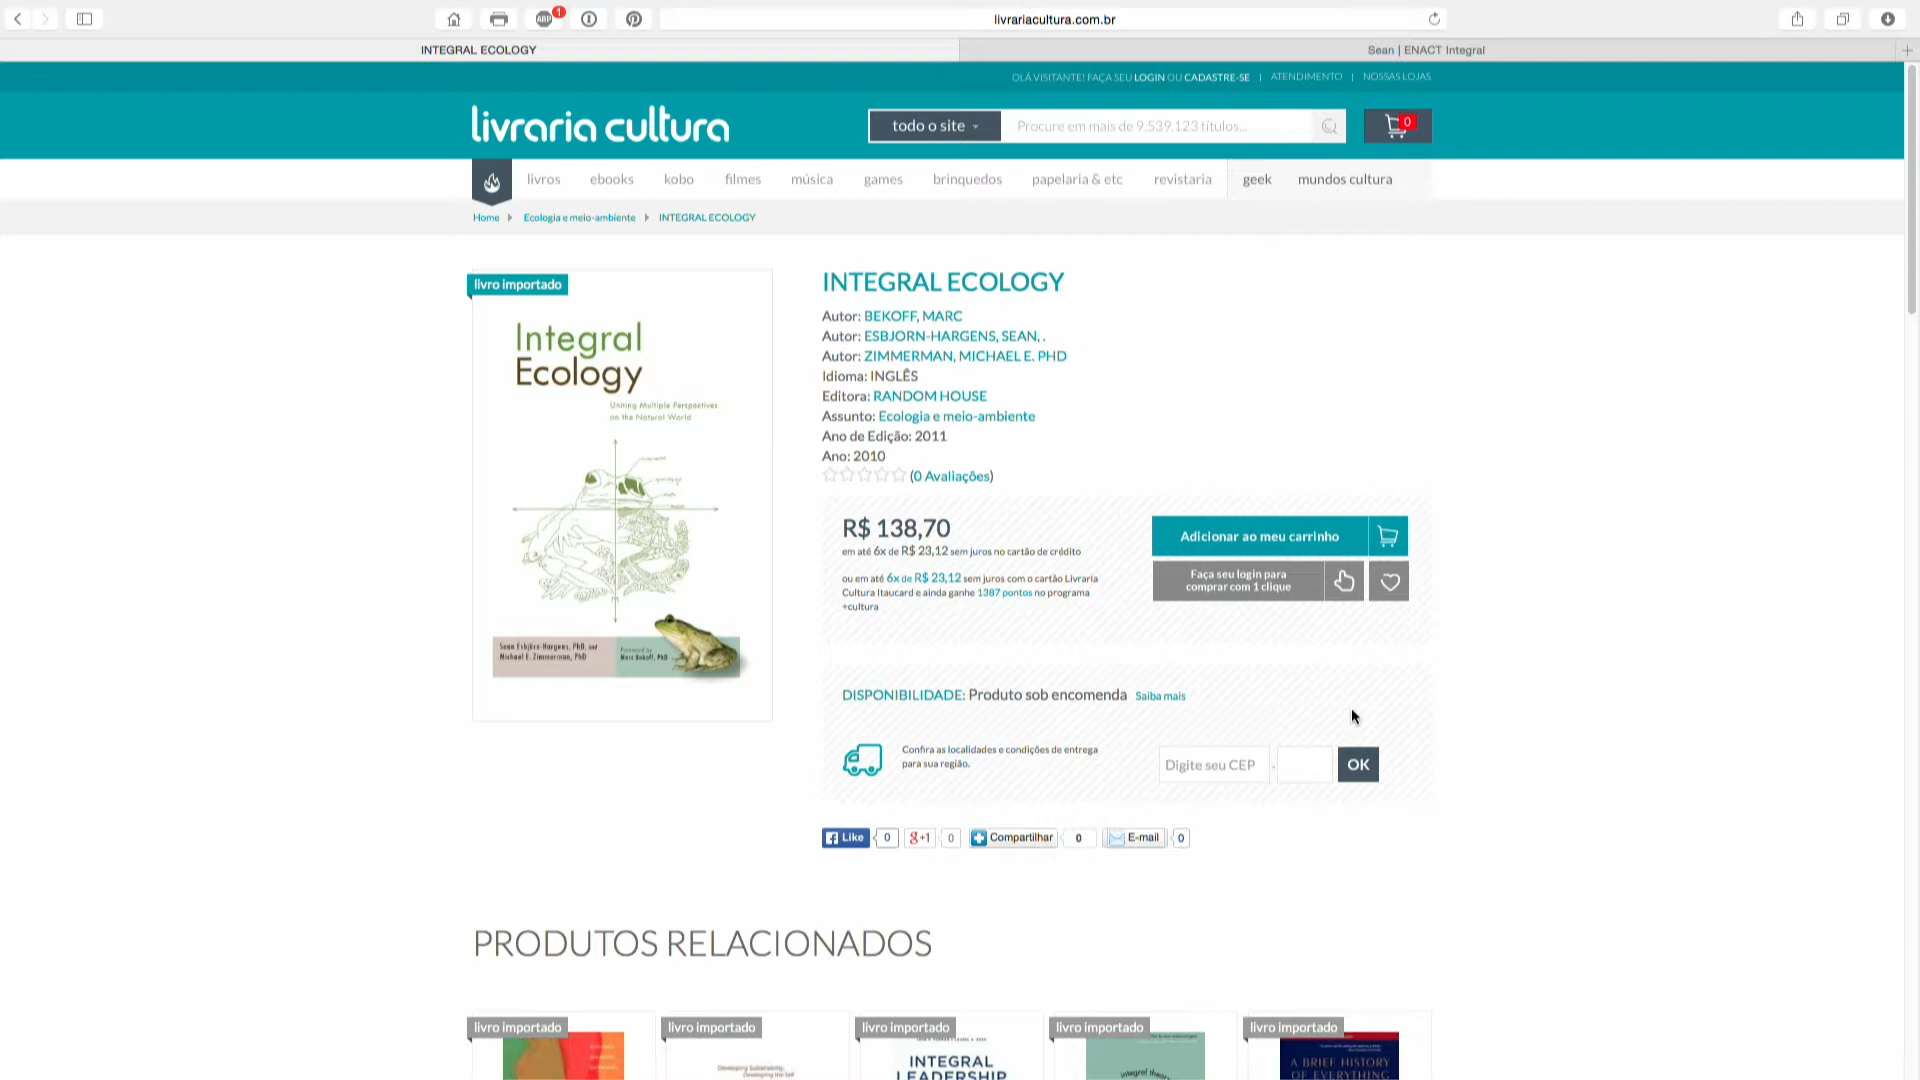 livrariacultura.com.br
INTEGRAL ECOLOGY
Sean | ENACT Integral
OLÁ VISITANTE! FAÇA SEU LOGIN OU CADASTRE-SE | ATENDIMENTO | NOSSAS LOJAS
livraria cultura
todo o site
Procure em mais de 9.539.123 títulos...
0
livros
ebooks
kobo
filmes
música
games
brinquedos
papelaria & etc
revistaria
geek
mundos cultura
Home
Ecologia e meio-ambiente
INTEGRAL ECOLOGY
livro importado
Integral
Ecology
Uniting Multiple Perspectives
on the Natural World
Sean Esbjörn-Hargens, PhD, and
Michael E. Zimmerman, PhD
Foreword by
Marc Bekoff, PhD
INTEGRAL ECOLOGY
Autor: BEKOFF, MARC
Autor: ESBJORN-HARGENS, SEAN, .
Autor: ZIMMERMAN, MICHAEL E. PHD
Idioma: INGLÊS
Editora: RANDOM HOUSE
Assunto: Ecologia e meio-ambiente
Ano de Edição: 2011
Ano: 2010
(0 Avaliações)
R$ 138,70
em até 6x de R$ 23,12 sem juros no cartão de crédito
ou em até 6x de R$ 23,12 sem juros com o cartão Livraria
Cultura Itaucard e ainda ganhe 1387 pontos no programa
+cultura
Adicionar ao meu carrinho
Faça seu login para
comprar com 1 clique
DISPONIBILIDADE: Produto sob encomenda Saiba mais
Confira as localidades e condições de entrega
para sua região.
Digite seu CEP
-
OK
Like 0
g+1 0
Compartilhar 0
E-mail 0
PRODUTOS RELACIONADOS
livro importado
livro importado
Developing Sustainability,
Developing the Self
livro importado
INTEGRAL
LEADERSHIP
livro importado
integral theory
livro importado
A BRIEF HISTORY
OF EVERYTHING